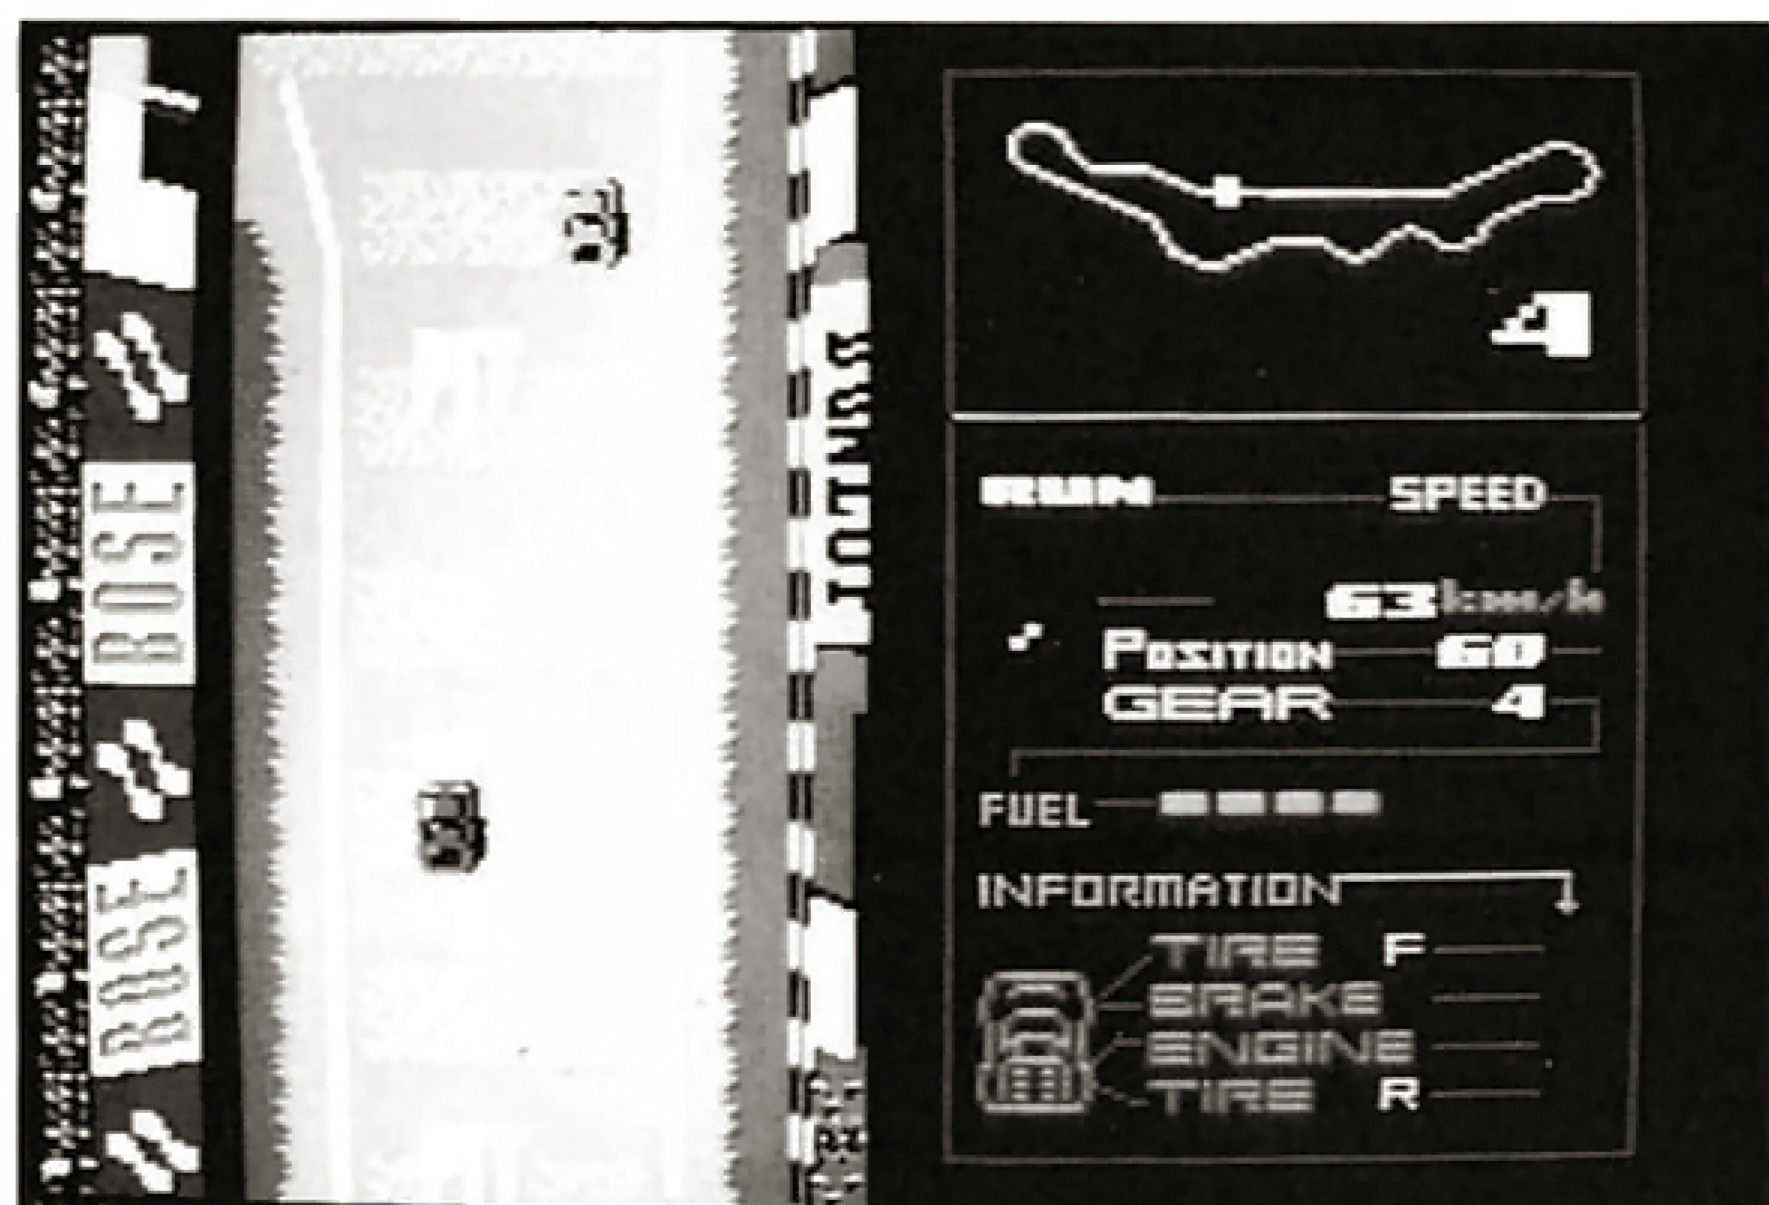 BOSE
BOSE
4
RUN SPEED
63km/h
POSITION 60
GEAR 4
FUEL
INFORMATION
TIRE F
BRAKE
ENGINE
TIRE R